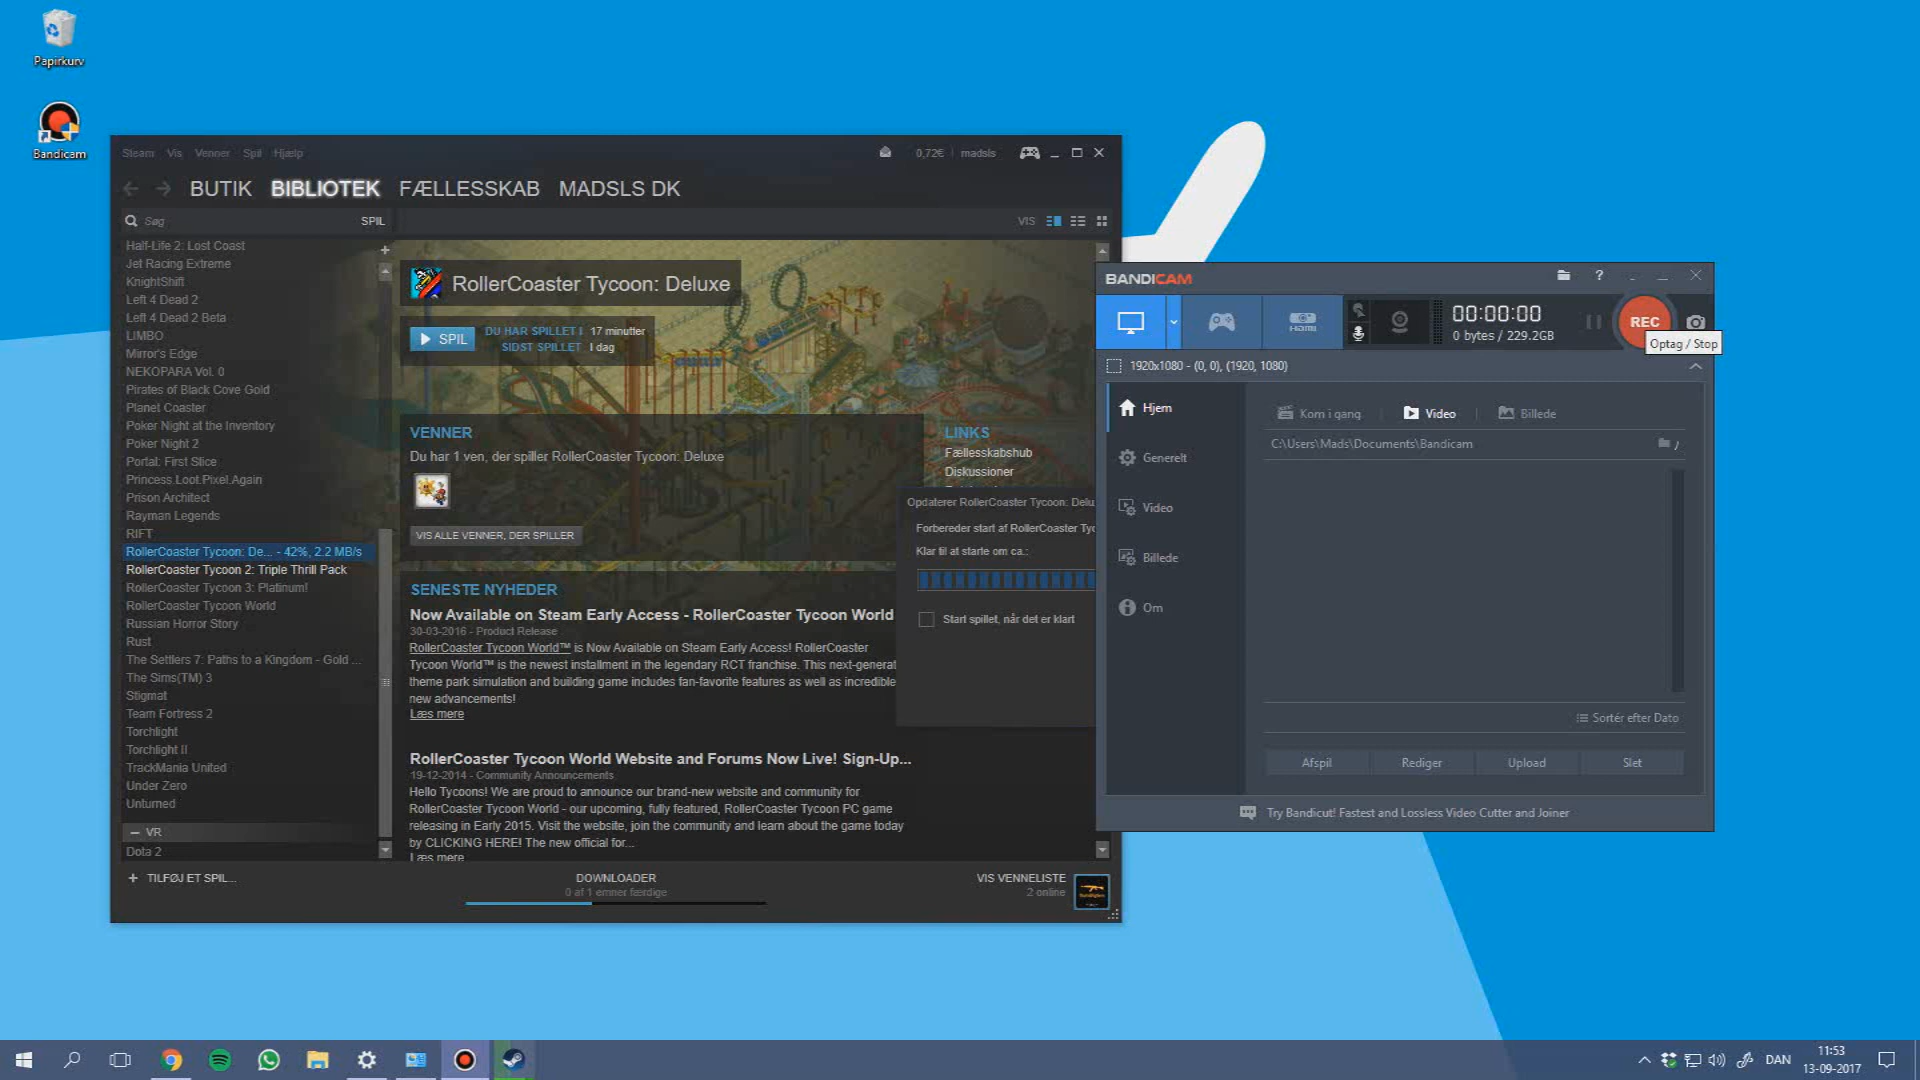 Papirkurv
Bandicam
Steam Vis Venner Spil Hjælp
0,72€ madsls
BUTIK BIBLIOTEK FÆLLESSKAB MADSLS DK
Søg SPIL
VIS
Half-Life 2: Lost Coast
Jet Racing Extreme
KnightShift
Left 4 Dead 2
Left 4 Dead 2 Beta
LIMBO
Mirror's Edge
NEKOPARA Vol. 0
Pirates of Black Cove Gold
Planet Coaster
Poker Night at the Inventory
Poker Night 2
Portal: First Slice
Princess.Loot.Pixel.Again
Prison Architect
Rayman Legends
RIFT
RollerCoaster Tycoon: De... - 42%, 2.2 MB/s
RollerCoaster Tycoon 2: Triple Thrill Pack
RollerCoaster Tycoon 3: Platinum!
RollerCoaster Tycoon World
Russian Horror Story
Rust
The Settlers 7: Paths to a Kingdom - Gold ...
The Sims(TM) 3
Stigmat
Team Fortress 2
Torchlight
Torchlight II
TrackMania United
Under Zero
Unturned
VR
Dota 2
TILFØJ ET SPIL...
RollerCoaster Tycoon: Deluxe
SPIL
DU HAR SPILLET I 17 minutter
SIDST SPILLET I dag
VENNER
Du har 1 ven, der spiller RollerCoaster Tycoon: Deluxe
VIS ALLE VENNER, DER SPILLER
LINKS
Fællesskabshub
Diskussioner
Opdaterer RollerCoaster Tycoon: Delu
Forbereder start af RollerCoaster Tyc
Klar til at starte om ca.:
Start spillet, når det er klart
SENESTE NYHEDER
Now Available on Steam Early Access - RollerCoaster Tycoon World
30-03-2016 - Product Release
RollerCoaster Tycoon World™ is Now Available on Steam Early Access! RollerCoaster
Tycoon World™ is the newest installment in the legendary RCT franchise. This next-generat
theme park simulation and building game includes fan-favorite features as well as incredible
new advancements!
Læs mere
RollerCoaster Tycoon World Website and Forums Now Live! Sign-Up...
19-12-2014 - Community Announcements
Hello Tycoons! We are proud to announce our brand-new website and community for
RollerCoaster Tycoon World - our upcoming, fully featured, RollerCoaster Tycoon PC game
releasing in Early 2015. Visit the website, join the community and learn about the game today
by CLICKING HERE! The new official for...
Læs mere
DOWNLOADER
0 af 1 emner færdige
VIS VENNELISTE
2 online
BANDICAM
?
HDMI
00:00:00
0 bytes / 229.2GB
REC
Optag / Stop
1920x1080 - (0, 0), (1920, 1080)
Hjem
Generelt
Video
Billede
Om
Kom i gang Video Billede
C:\Users\Mads\Documents\Bandicam
Sortér efter Dato
Afspil Rediger Upload Slet
Try Bandicut! Fastest and Lossless Video Cutter and Joiner
DAN
11:53
13-09-2017